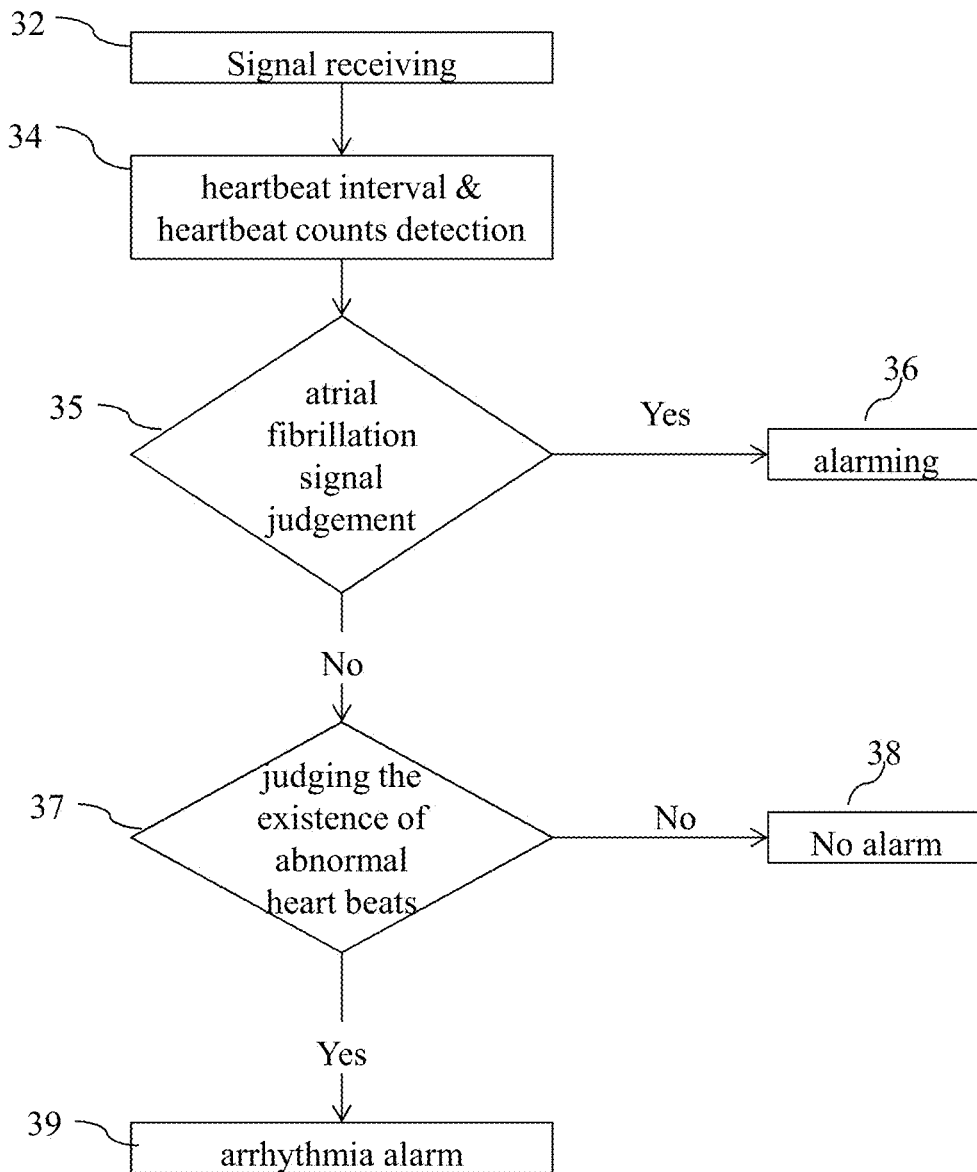 32
Signal receiving
34
heartbeat interval &
heartbeat counts detection
35
atrial
fibrillation
signal
judgement
Yes
36
alarming
No
37
judging the
existence of
abnormal
heart beats
No
38
No alarm
Yes
39
arrhythmia alarm